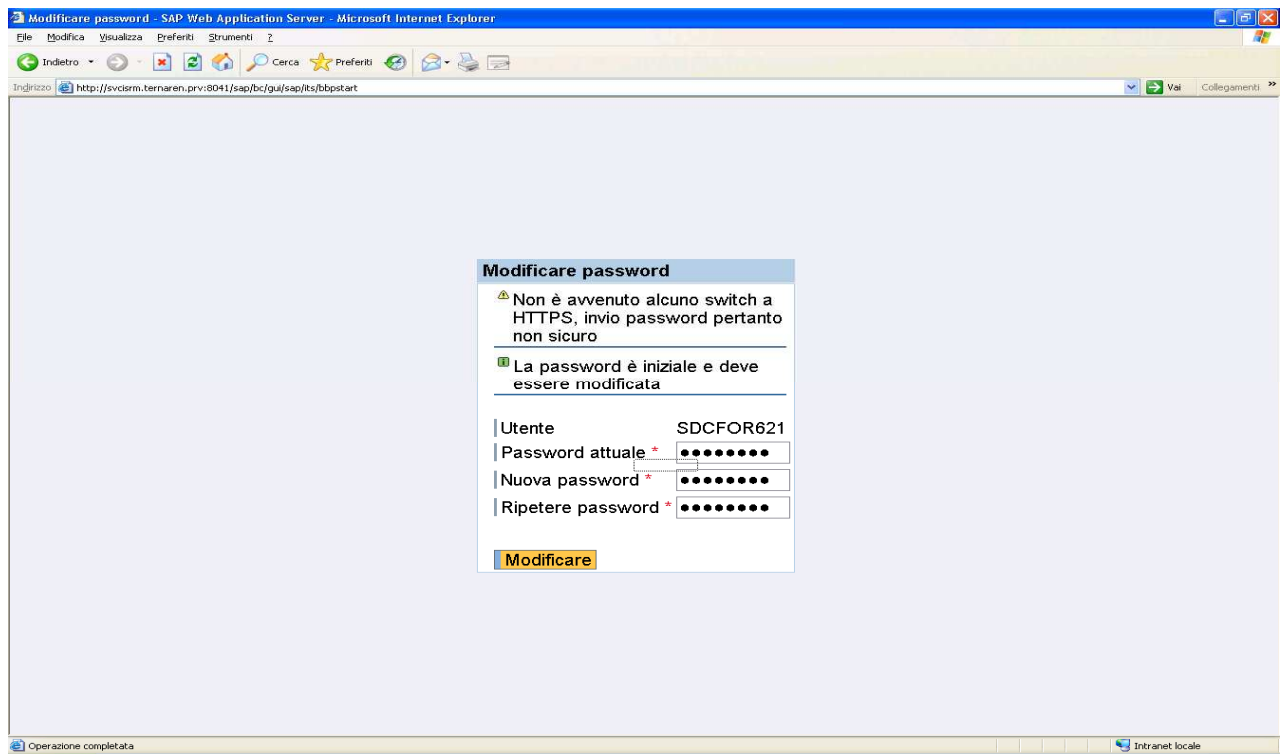 Modificare password - SAP Web Application Server - Microsoft Internet Explorer
File Modifica Visualizza Preferiti Strumenti ?
Indietro Cerca Preferiti
Indirizzo http://svcisrm.ternaren.prv:8041/sap/bc/gui/sap/its/bbpstart Vai Collegamenti »
Modificare password
Non è avvenuto alcuno switch a
HTTPS, invio password pertanto
non sicuro
La password è iniziale e deve
essere modificata
Utente SDCFOR621
Password attuale * ●●●●●●●●
Nuova password * ●●●●●●●●
Ripetere password * ●●●●●●●●
Modificare
Operazione completata Intranet locale